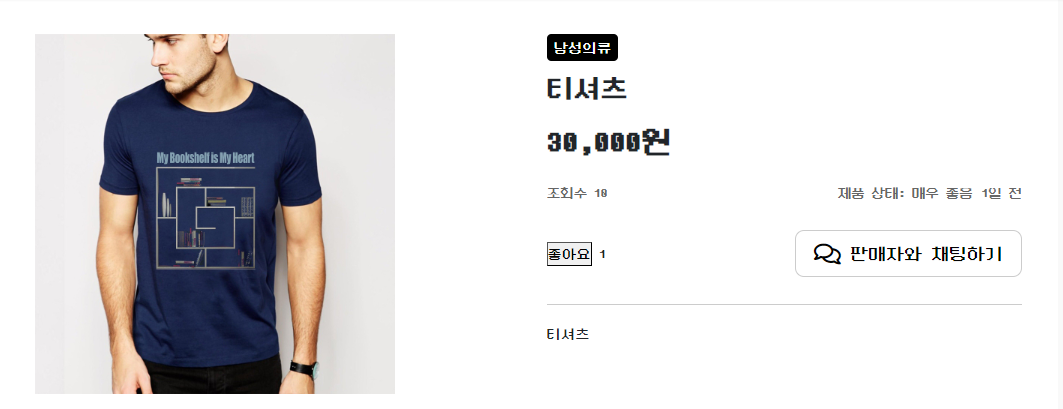 남성의류
티셔츠
30,000원
조회수 10
제품 상태: 매우 좋음 1일 전
좋아요 1
판매자와 채팅하기
티셔츠
My Bookshelf is My Heart